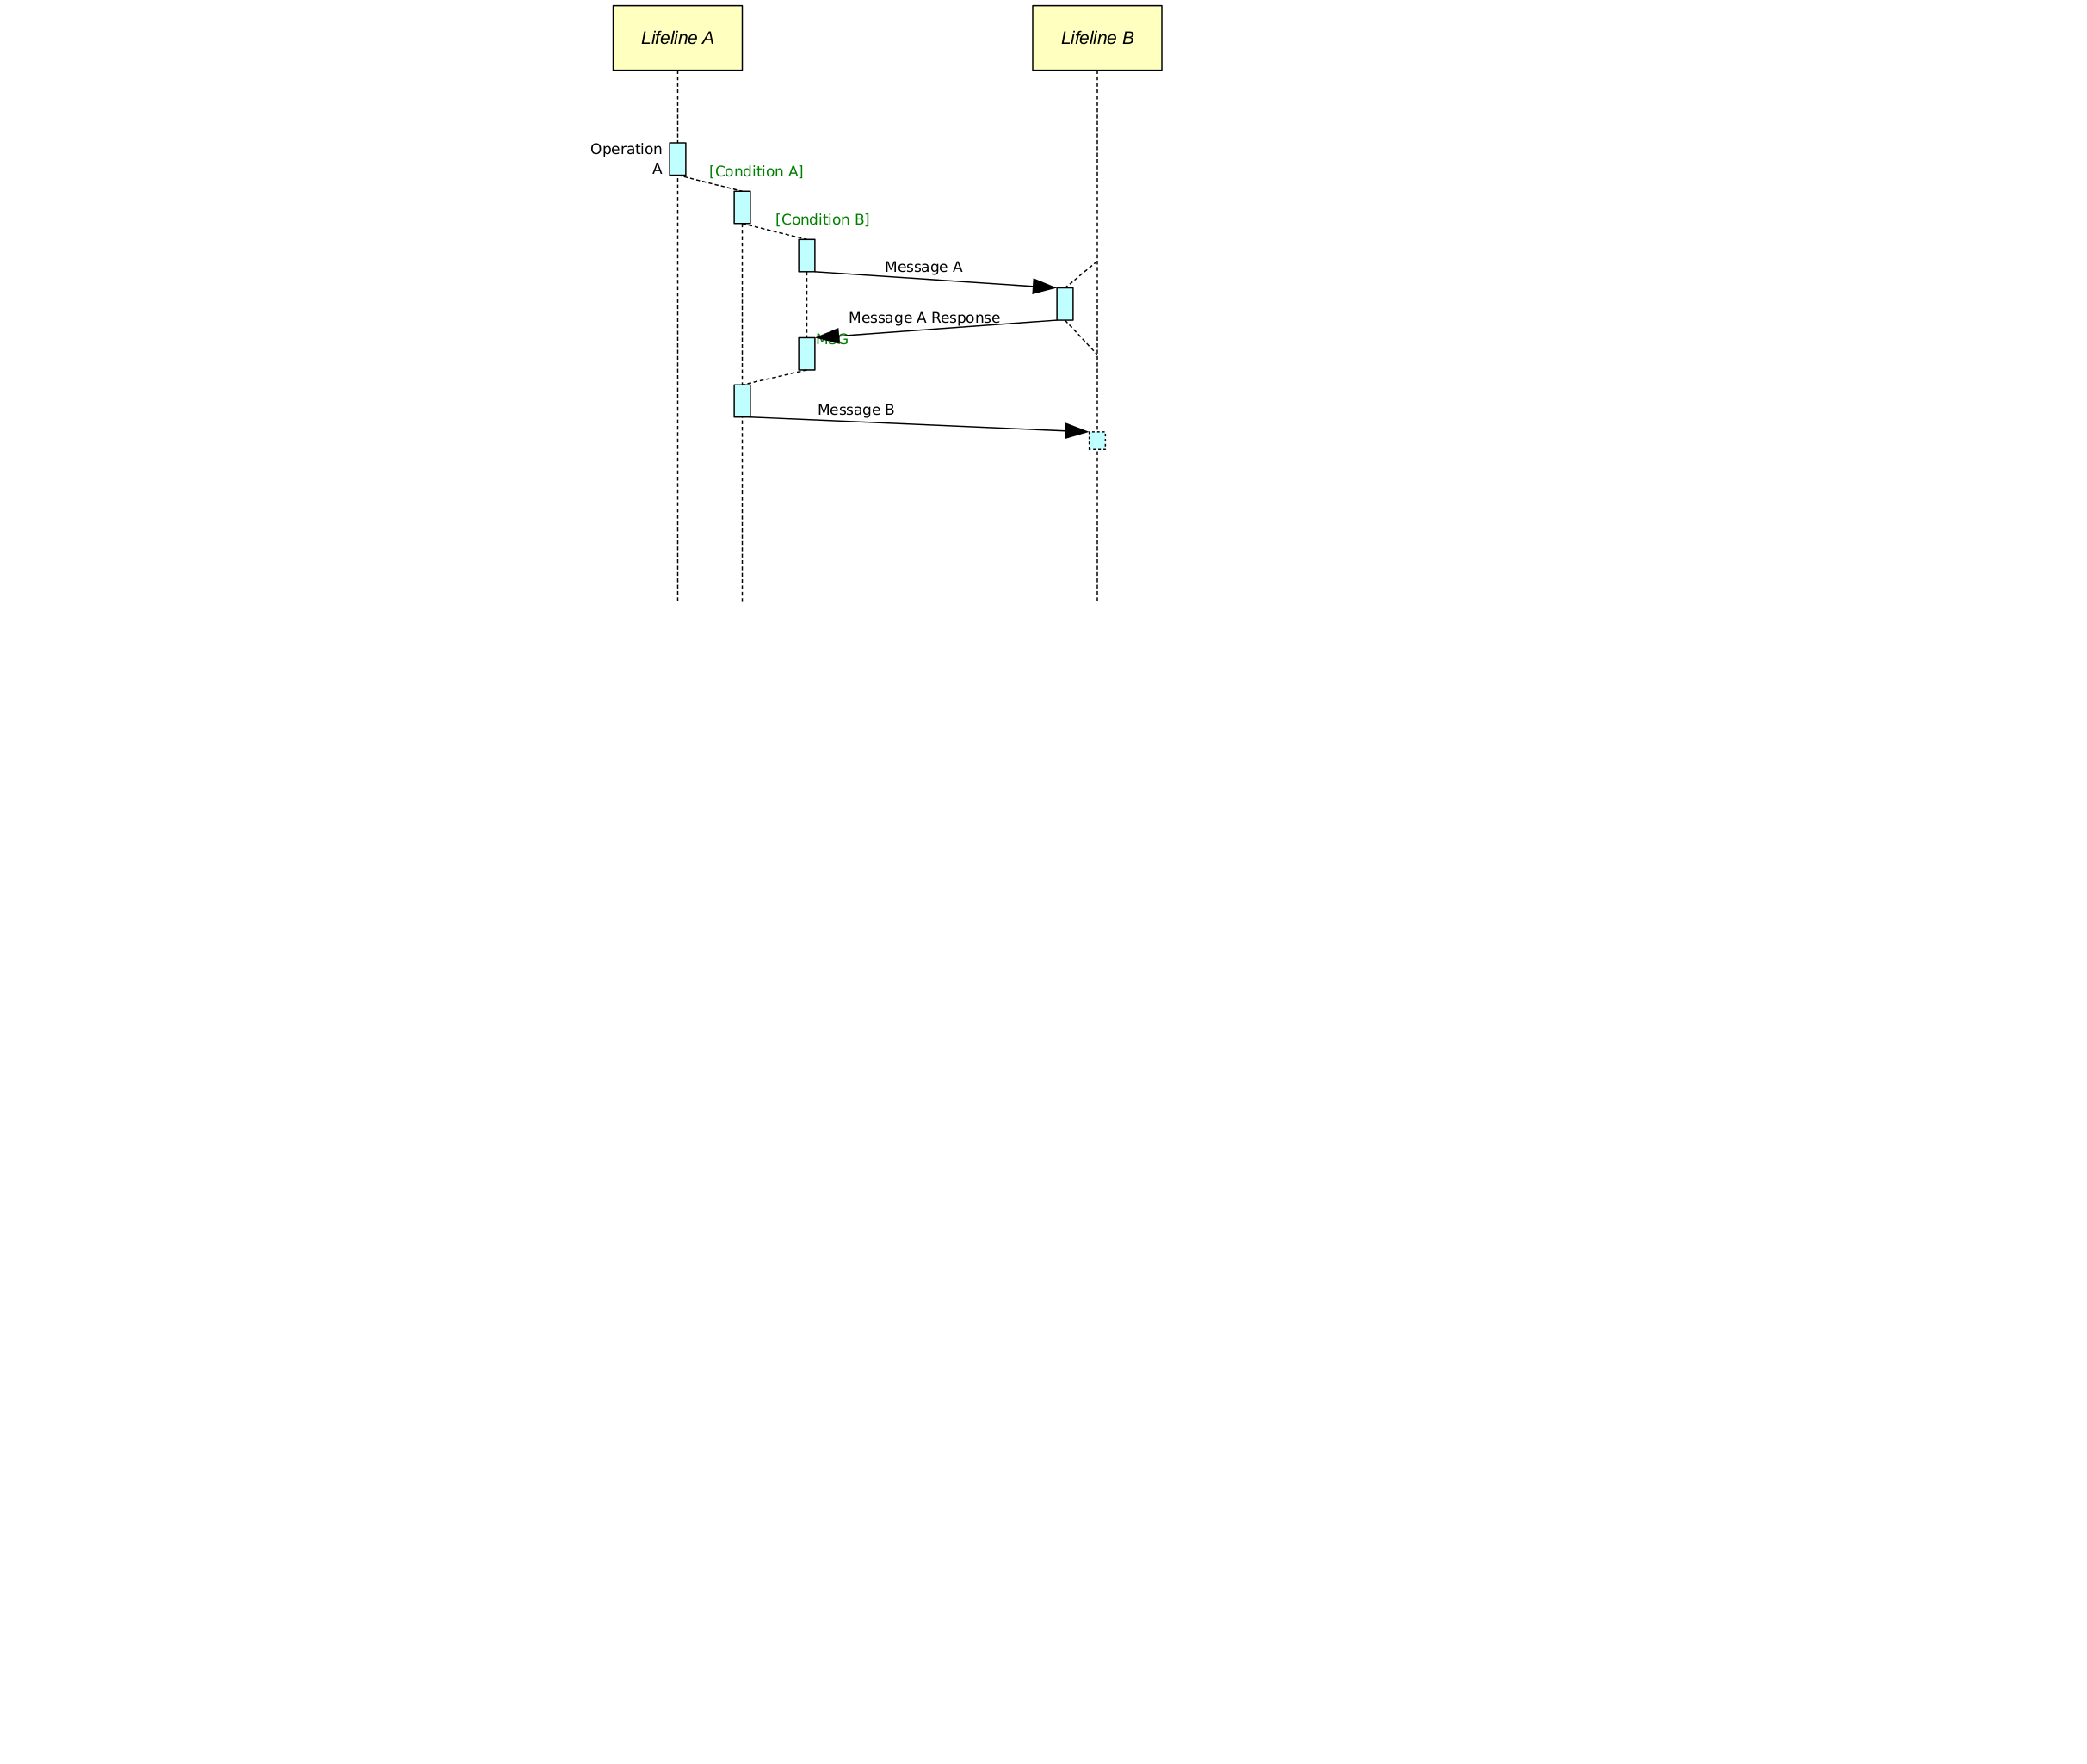 Lifeline A
Lifeline B
Operation
A
[Condition A]
[Condition B]
Message A
Message A Response
MSG
Message B